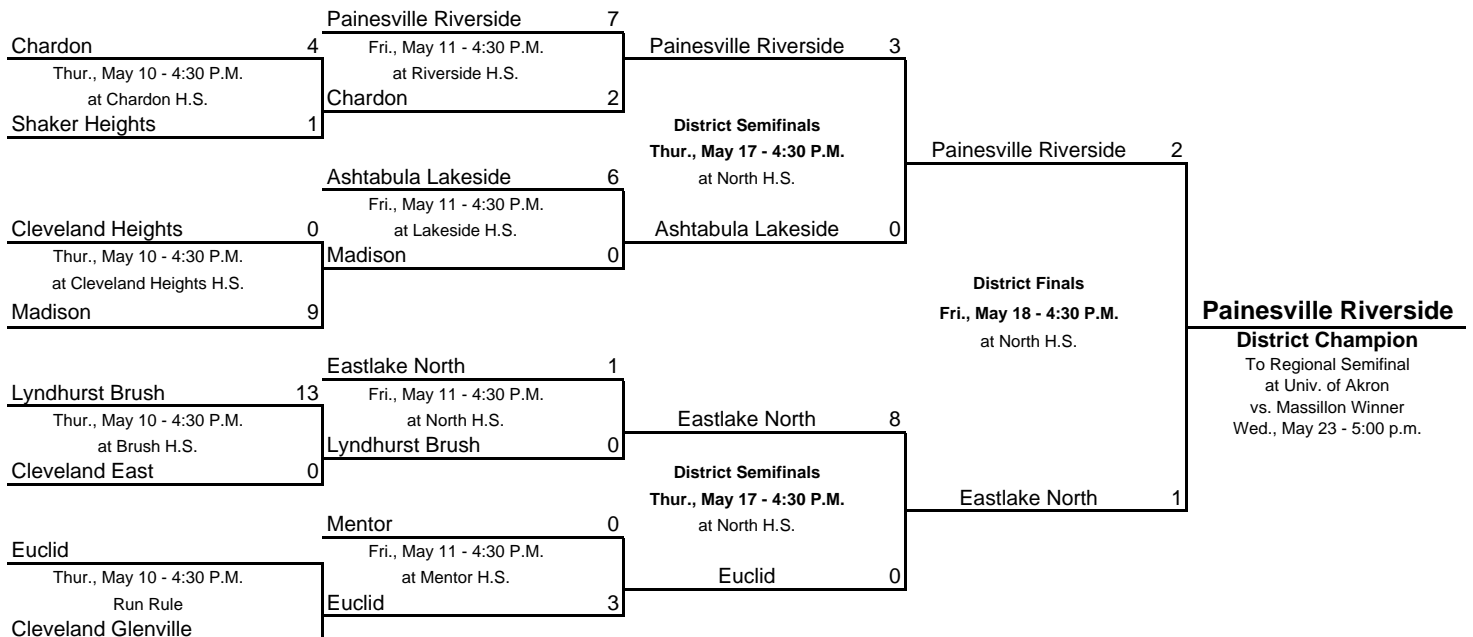 Painesville Riverside 7
Chardon 4
Fri., May 11 - 4:30 P.M.
Painesville Riverside 3
Thur., May 10 - 4:30 P.M.
at Riverside H.S.
at Chardon H.S.
Chardon 2
Shaker Heights 1
District Semifinals
Thur., May 17 - 4:30 P.M.
Painesville Riverside 2
Ashtabula Lakeside 6
at North H.S.
Fri., May 11 - 4:30 P.M.
Cleveland Heights 0
at Lakeside H.S.
Ashtabula Lakeside 0
Thur., May 10 - 4:30 P.M.
Madison 0
at Cleveland Heights H.S.
District Finals
Madison 9
Fri., May 18 - 4:30 P.M.
Painesville Riverside
at North H.S.
District Champion
Eastlake North 1
To Regional Semifinal
Lyndhurst Brush 13
Fri., May 11 - 4:30 P.M.
at Univ. of Akron
Thur., May 10 - 4:30 P.M.
at North H.S.
Eastlake North 8
vs. Massillon Winner
at Brush H.S.
Lyndhurst Brush 0
Wed., May 23 - 5:00 p.m.
Cleveland East 0
District Semifinals
Thur., May 17 - 4:30 P.M.
Eastlake North 1
Mentor 0
at North H.S.
Euclid
Fri., May 11 - 4:30 P.M.
Thur., May 10 - 4:30 P.M.
at Mentor H.S.
Euclid 0
Run Rule
Euclid 3
Cleveland Glenville